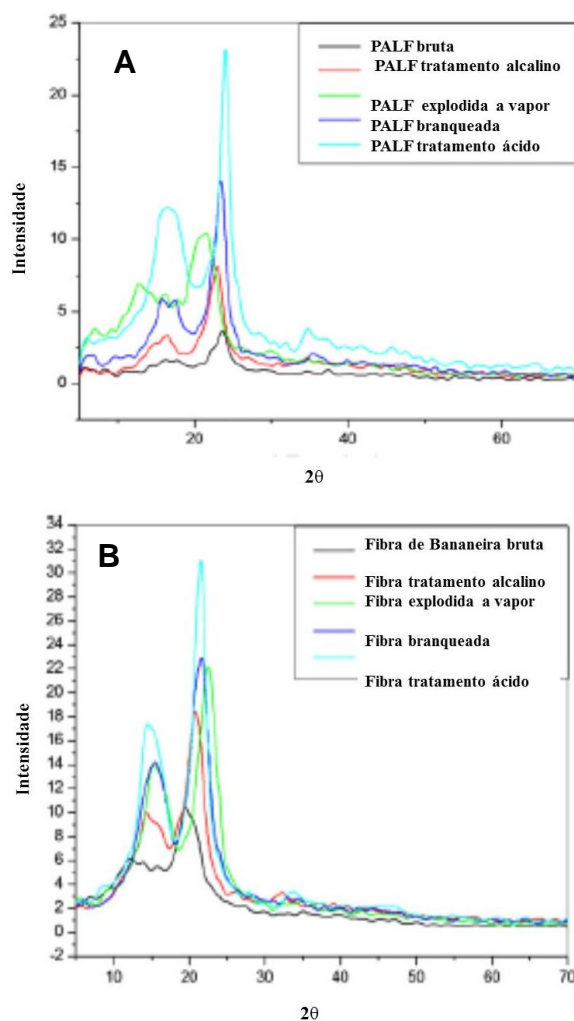 25
20
15
10
5
0
Intensidade
A
PALF bruta
PALF tratamento alcalino
PALF explodida a vapor
PALF branqueada
PALF tratamento ácido
20
40
60
2θ
34
32
30
28
26
24
22
20
18
16
14
12
10
8
6
4
2
0
-2
Intensidade
B
Fibra de Bananeira bruta
Fibra tratamento alcalino
Fibra explodida a vapor
Fibra branqueada
Fibra tratamento ácido
10
20
30
40
50
60
70
2θ